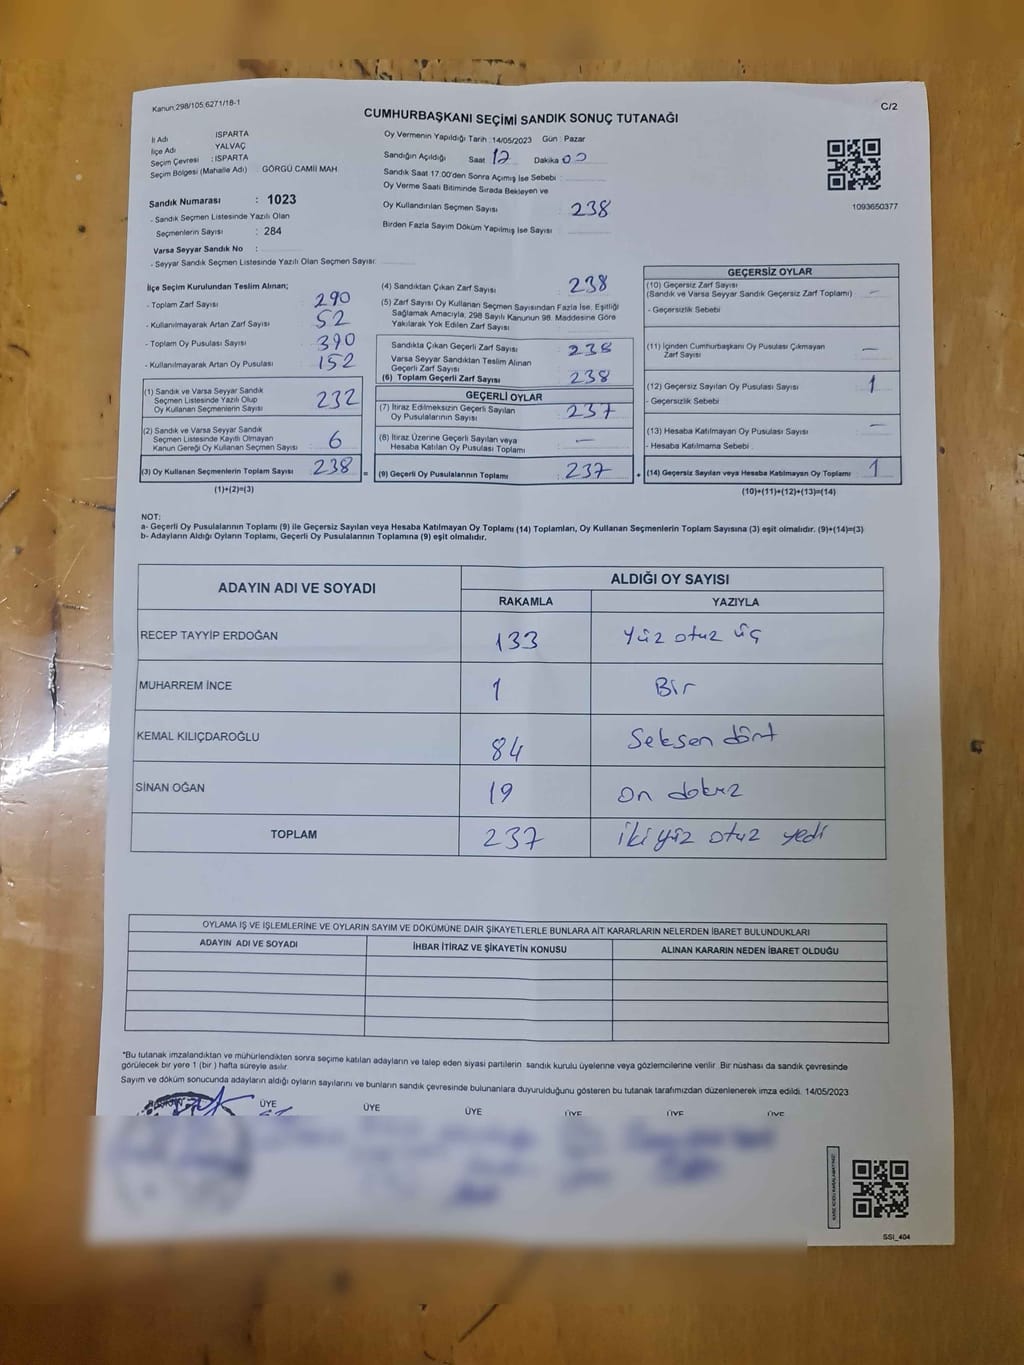 Kanun;298/105,6271/18-1
C/2
CUMHURBAŞKANI SEÇİMİ SANDIK SONUÇ TUTANAĞI
İl Adı ISPARTA
İlçe Adı YALVAÇ
Seçim Çevresi : ISPARTA
Seçim Bölgesi (Mahalle Adı) GÖRGÜ CAMİİ MAH
Sandık Numarası : 1023
- Sandık Seçmen Listesinde Yazılı Olan
Seçmenlerin Sayısı : 284
Varsa Seyyar Sandık No :
- Seyyar Sandık Seçmen Listesinde Yazılı Olan Seçmen Sayısı:
Oy Vermenin Yapıldığı Tarih : 14/05/2023 Gün : Pazar
Sandığın Açıldığı Saat 12 Dakika 00
Sandık Saat 17.00'den Sonra Açımış İse Sebebi :
Oy Verme Saati Bitiminde Sırada Bekleyen ve
Oy Kullandırılan Seçmen Sayısı : 238
Birden Fazla Sayım Döküm Yapılmış İse Sayısı
1093650377
İlçe Seçim Kurulundan Teslim Alınan;
- Toplam Zarf Sayısı 290
- Kullanılmayarak Artan Zarf Sayısı 52
- Toplam Oy Pusulası Sayısı 390
- Kullanılmayarak Artan Oy Pusulası 152
(1) Sandık ve Varsa Seyyar Sandık
Seçmen Listesinde Yazılı Olup
Oy Kullanan Seçmenlerin Sayısı 232
(2) Sandık ve Varsa Seyyar Sandık
Seçmen Listesinde Kayıtlı Olmayan
Kanun Gereği Oy Kullanan Seçmen Sayısı 6
(3) Oy Kullanan Seçmenlerin Toplam Sayısı 238 =
(1)+(2)=(3)
(4) Sandıktan Çıkan Zarf Sayısı : 238
(5) Zarf Sayısı Oy Kullanan Seçmen Sayısından Fazla İse, Eşitliği
Sağlamak Amacıyla; 298 Sayılı Kanunun 98. Maddesine Göre
Yakılarak Yok Edilen Zarf Sayısı
Sandıkta Çıkan Geçerli Zarf Sayısı : 238
Varsa Seyyar Sandıktan Teslim Alınan
Geçerli Zarf Sayısı
(6) Toplam Geçerli Zarf Sayısı : 238
GEÇERLİ OYLAR
(7) İtiraz Edilmeksizin Geçerli Sayılan
Oy Pusulalarının Sayısı : 237
(8) İtiraz Üzerine Geçerli Sayılan veya
Hesaba Katılan Oy Pusulası Toplamı : —
(9) Geçerli Oy Pusulalarının Toplamı : 237
GEÇERSİZ OYLAR
(10) Geçersiz Zarf Sayısı
(Sandık ve Varsa Seyyar Sandık Geçersiz Zarf Toplamı) : —
- Geçersizlik Sebebi
(11) İçinden Cumhurbaşkanı Oy Pusulası Çıkmayan
Zarf Sayısı : —
(12) Geçersiz Sayılan Oy Pusulası Sayısı : 1
- Geçersizlik Sebebi
(13) Hesaba Katılmayan Oy Pusulası Sayısı : —
- Hesaba Katılmama Sebebi
(14) Geçersiz Sayılan veya Hesaba Katılmayan Oy Toplamı : 1
(10)+(11)+(12)+(13)=(14)
NOT:
a- Geçerli Oy Pusulalarının Toplamı (9) ile Geçersiz Sayılan veya Hesaba Katılmayan Oy Toplamı (14) Toplamları, Oy Kullanan Seçmenlerin Toplam Sayısına (3) eşit olmalıdır. (9)+(14)=(3)
b- Adayların Aldığı Oyların Toplamı, Geçerli Oy Pusulalarının Toplamına (9) eşit olmalıdır.
ADAYIN ADI VE SOYADI
ALDIĞI OY SAYISI
RAKAMLA YAZIYLA
RECEP TAYYİP ERDOĞAN 133 Yüz otuz üç
MUHARREM İNCE 1 Bir
KEMAL KILIÇDAROĞLU 84 Seksen dört
SİNAN OĞAN 19 On dokuz
TOPLAM 237 iki yüz otuz yedi
OYLAMA İŞ VE İŞLEMLERİNE VE OYLARIN SAYIM VE DÖKÜMÜNE DAİR ŞİKAYETLERLE BUNLARA AİT KARARLARIN NELERDEN İBARET BULUNDUKLARI
ADAYIN ADI VE SOYADI İHBAR İTİRAZ VE ŞİKAYETİN KONUSU ALINAN KARARIN NEDEN İBARET OLDUĞU
*Bu tutanak imzalandıktan ve mühürlendikten sonra seçime katılan adayların ve talep eden siyasi partilerin sandık kurulu üyelerine veya gözlemcilerine verilir. Bir nüshası da sandık çevresinde
görülecek bir yere 1 (bir) hafta süreyle asılır.
Sayım ve döküm sonucunda adayların aldığı oyların sayılarını ve bunların sandık çevresinde bulunanlara duyurulduğunu gösteren bu tutanak tarafımızdan düzenlenerek imza edildi. 14/05/2023
ÜYE ÜYE ÜYE ÜYE ÜYE ÜYE
SSI_404